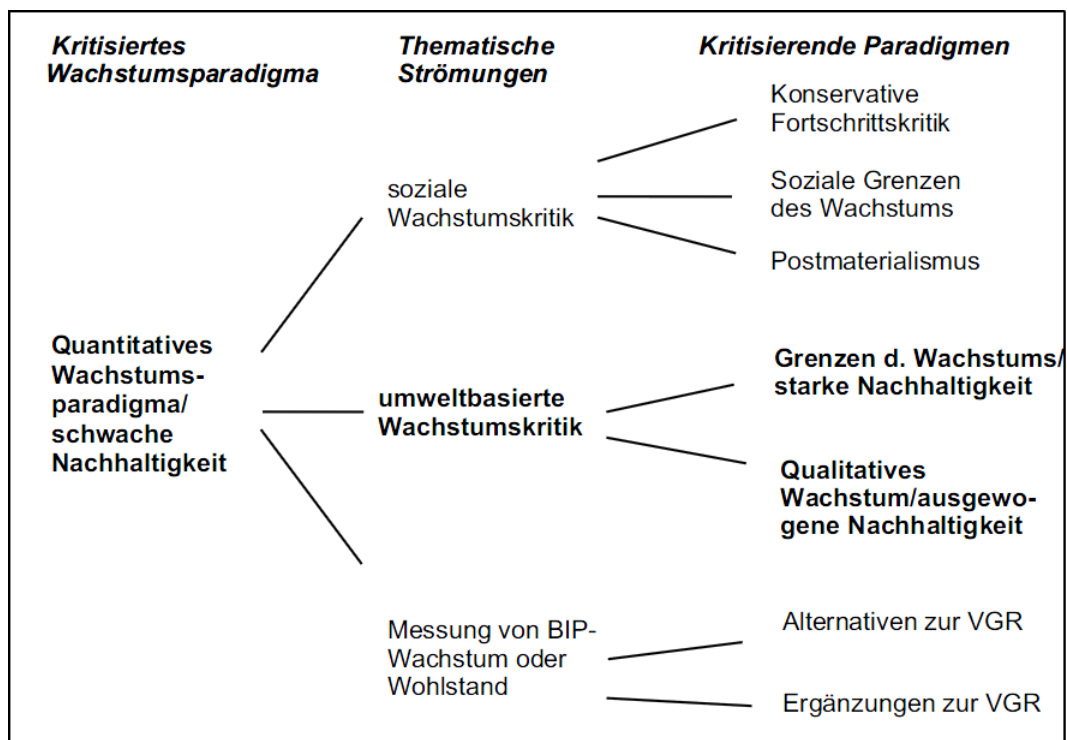 Kritisiertes
Wachstumsparadigma
Thematische
Strömungen
Kritisierende Paradigmen
Konservative
Fortschrittskritik
soziale
Wachstumskritik
Soziale Grenzen
des Wachstums
Postmaterialismus
Quantitatives
Wachstums-
paradigma/
schwache
Nachhaltigkeit
umweltbasierte
Wachstumskritik
Grenzen d. Wachstums/
starke Nachhaltigkeit
Qualitatives
Wachstum/ausgewo-
gene Nachhaltigkeit
Messung von BIP-
Wachstum oder
Wohlstand
Alternativen zur VGR
Ergänzungen zur VGR